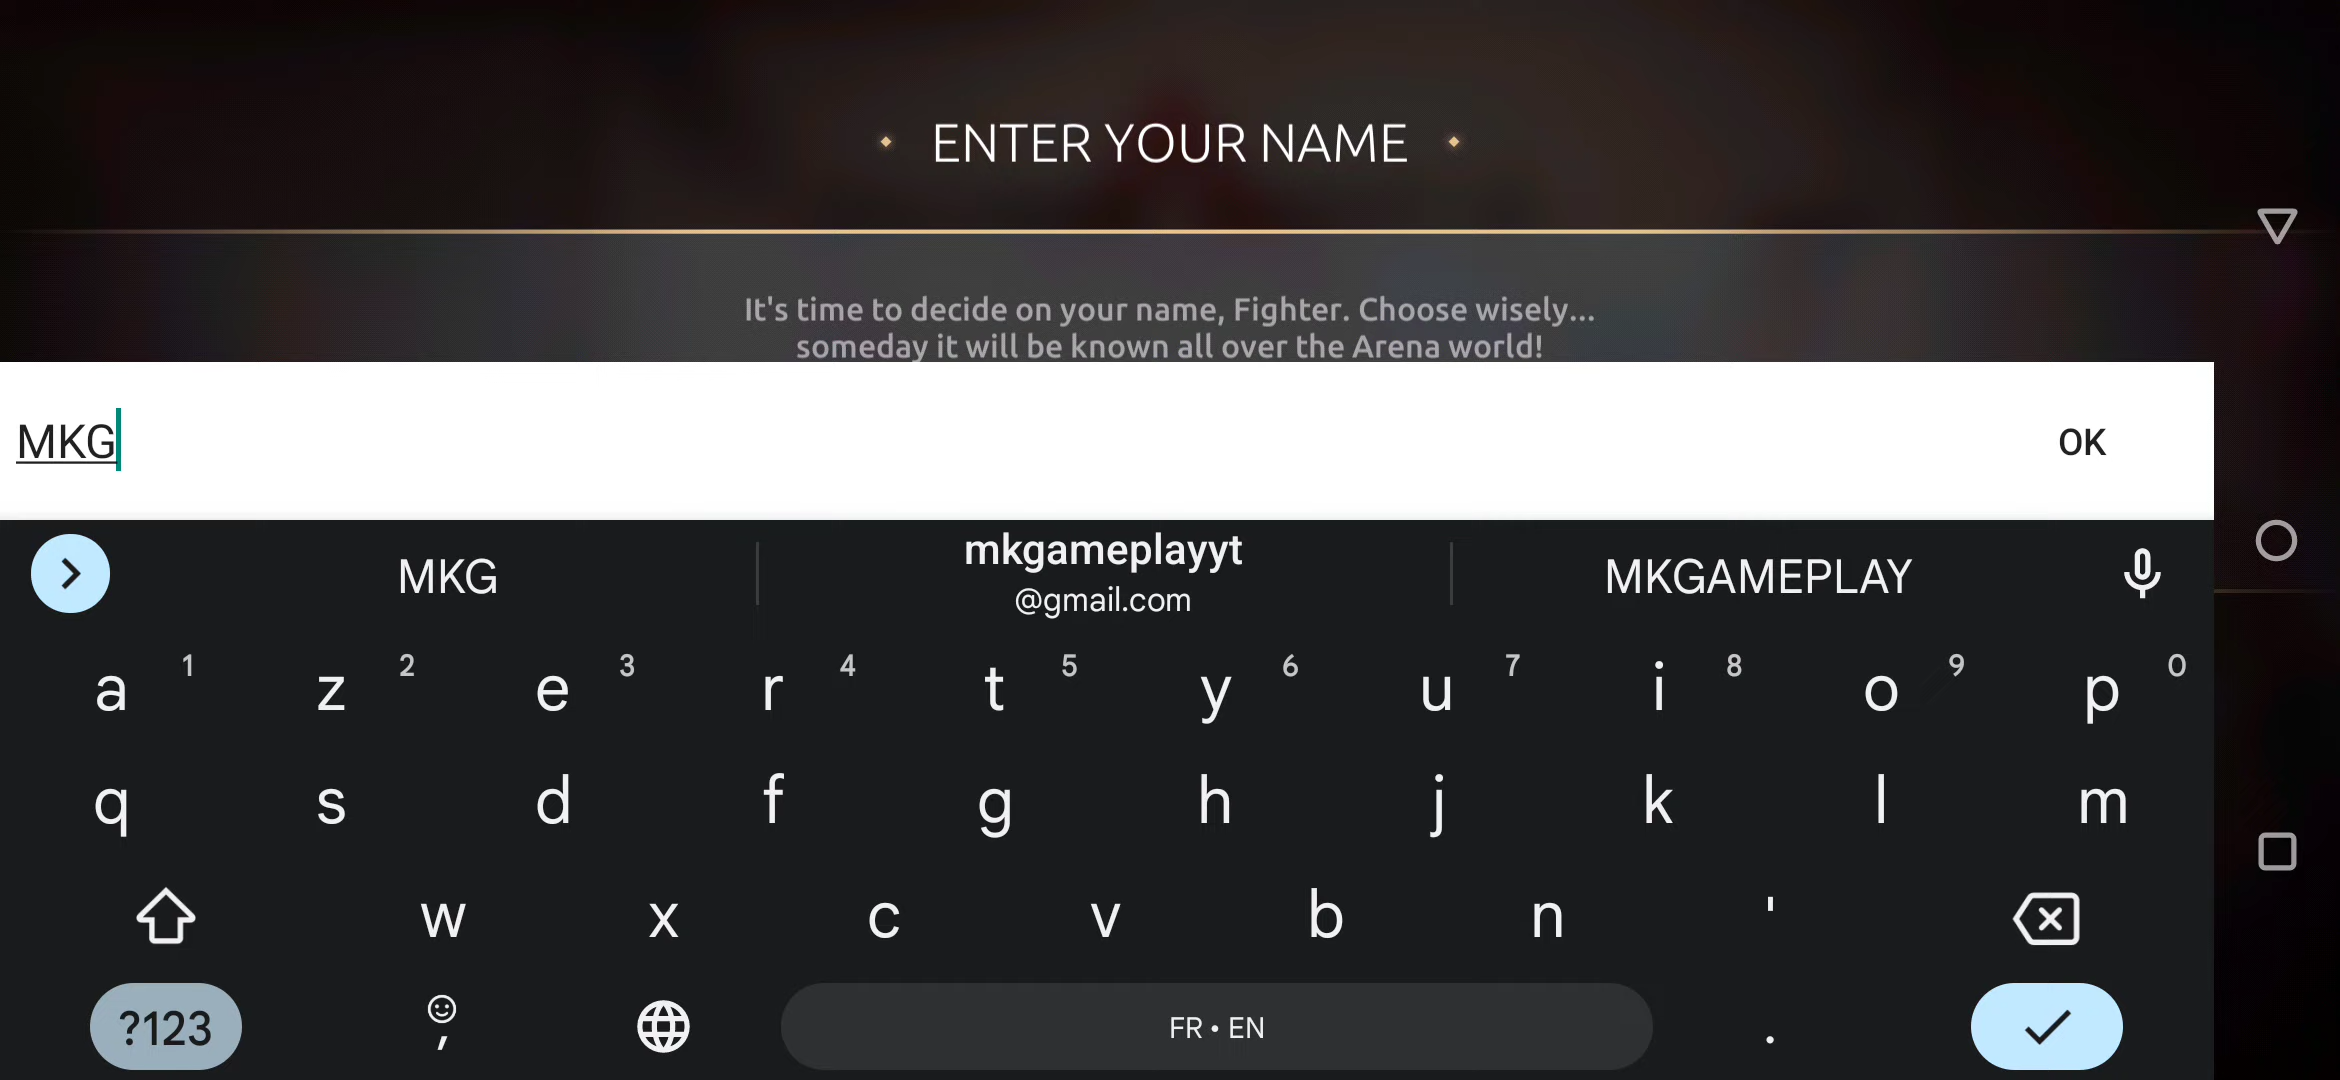 ENTER YOUR NAME
It's time to decide on your name, Fighter. Choose wisely...
someday it will be known all over the Arena world!
MKG OK
MKG mkgameplayyt MKGAMEPLAY
@gmail.com
a 1 z 2 e 3 r 4 t 5 y 6 u 7 i 8 o 9 p 0
q s d f g h j k l m
w x c v b n '
?123 , FR • EN .